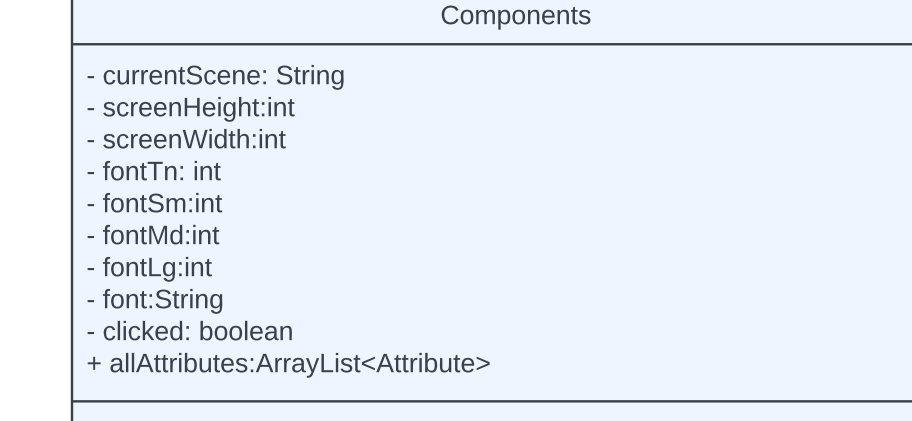 Components
- currentScene: String
- screenHeight:int
- screenWidth:int
- fontTn: int
- fontSm:int
- fontMd:int
- fontLg:int
- font:String
- clicked: boolean
+ allAttributes:ArrayList<Attribute>